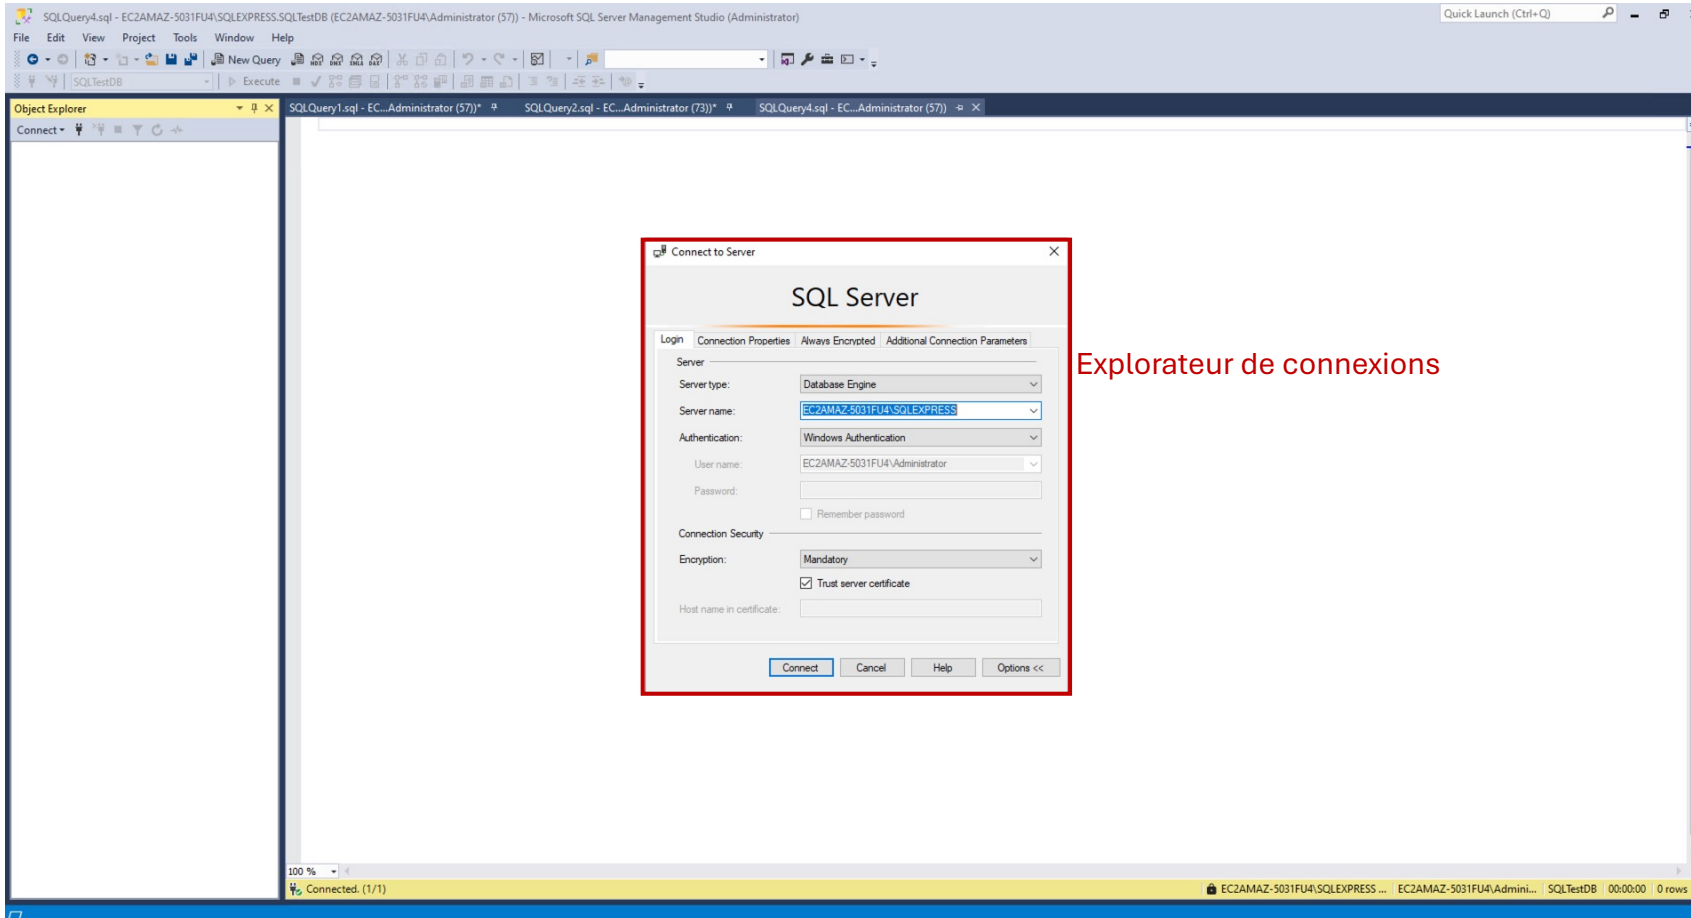 SQLQuery4.sql - EC2AMAZ-5031FU4\SQLEXPRESS.SQLTestDB (EC2AMAZ-5031FU4\Administrator (57)) - Microsoft SQL Server Management Studio (Administrator)
Quick Launch (Ctrl+Q)
File Edit View Project Tools Window Help
New Query MDX DMX XMLA DAX
SQLTestDB Execute
Object Explorer
SQLQuery1.sql - EC...Administrator (57))* SQLQuery2.sql - EC...Administrator (73))* SQLQuery4.sql - EC...Administrator (57))
Connect
Connect to Server
SQL Server
Login Connection Properties Always Encrypted Additional Connection Parameters
Explorateur de connexions
Server
Server type: Database Engine
Server name: EC2AMAZ-5031FU4\SQLEXPRESS
Authentication: Windows Authentication
User name: EC2AMAZ-5031FU4\Administrator
Password:
Remember password
Connection Security
Encryption: Mandatory
Trust server certificate
Host name in certificate:
Connect Cancel Help Options <<
100 %
Connected. (1/1)
EC2AMAZ-5031FU4\SQLEXPRESS ... EC2AMAZ-5031FU4\Admini... SQLTestDB 00:00:00 0 rows